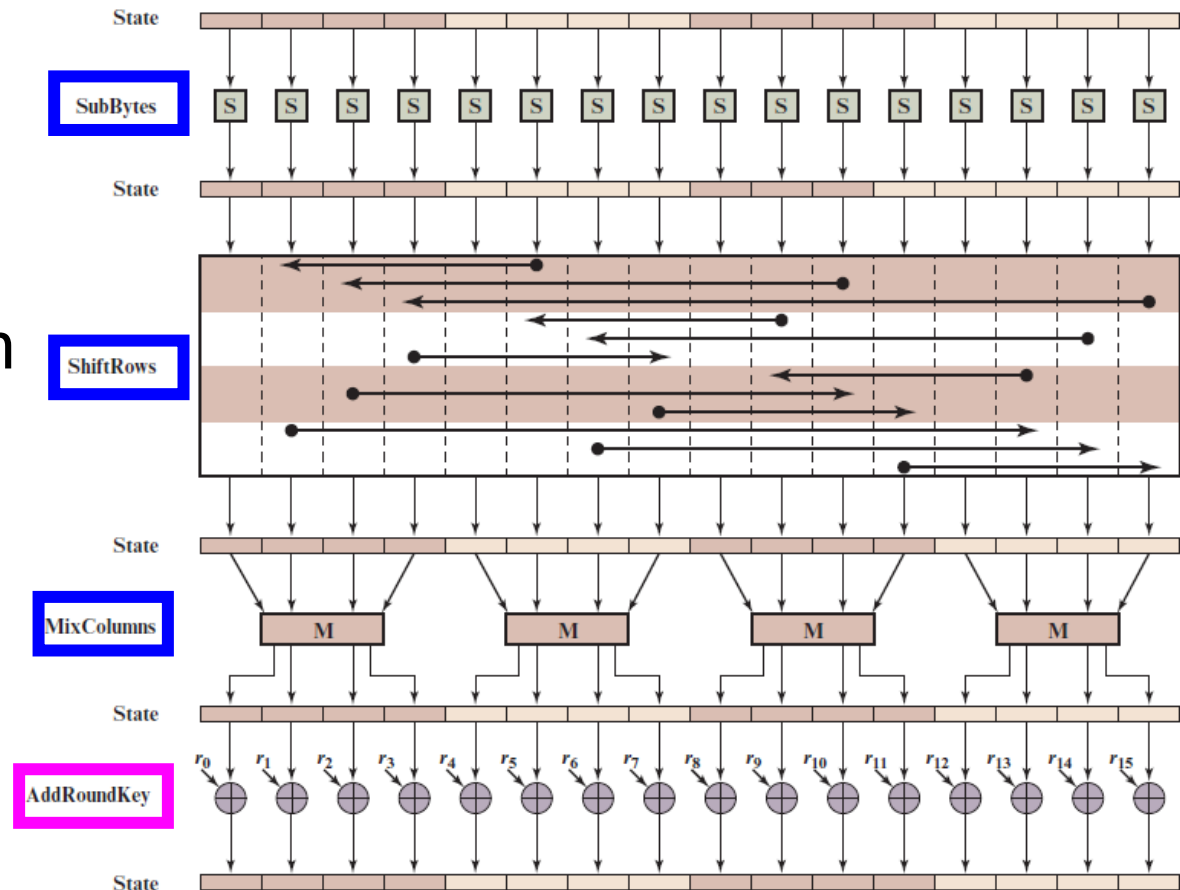 State
SubBytes S S S S S S S S S S S S S S S S
State
n
ShiftRows
State
MixColumns M M M M
State
r0 r1 r2 r3 r4 r5 r6 r7 r8 r9 r10 r11 r12 r13 r14 r15
AddRoundKey
State